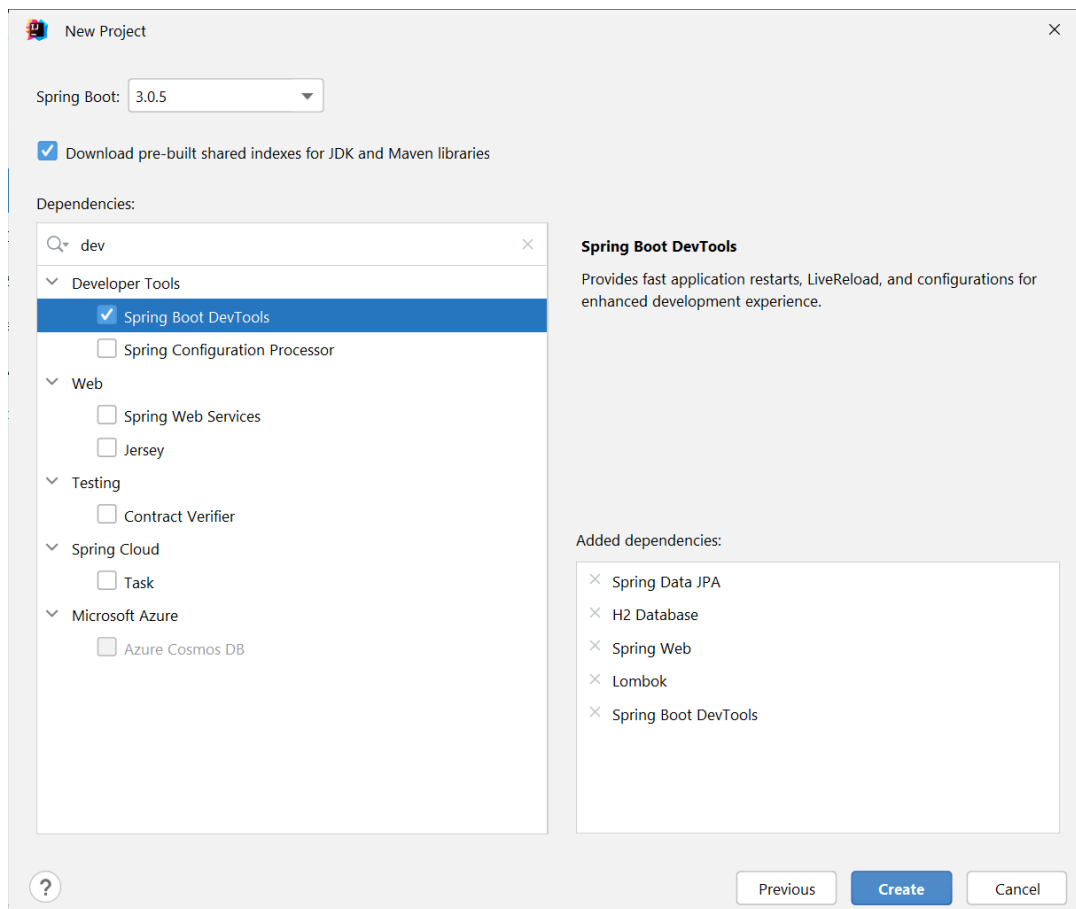 New Project
Spring Boot: 3.0.5
Download pre-built shared indexes for JDK and Maven libraries
Dependencies:
dev
Developer Tools
Spring Boot DevTools
Spring Configuration Processor
Web
Spring Web Services
Jersey
Testing
Contract Verifier
Spring Cloud
Task
Microsoft Azure
Azure Cosmos DB
Spring Boot DevTools
Provides fast application restarts, LiveReload, and configurations for
enhanced development experience.
Added dependencies:
Spring Data JPA
H2 Database
Spring Web
Lombok
Spring Boot DevTools
?
Previous
Create
Cancel